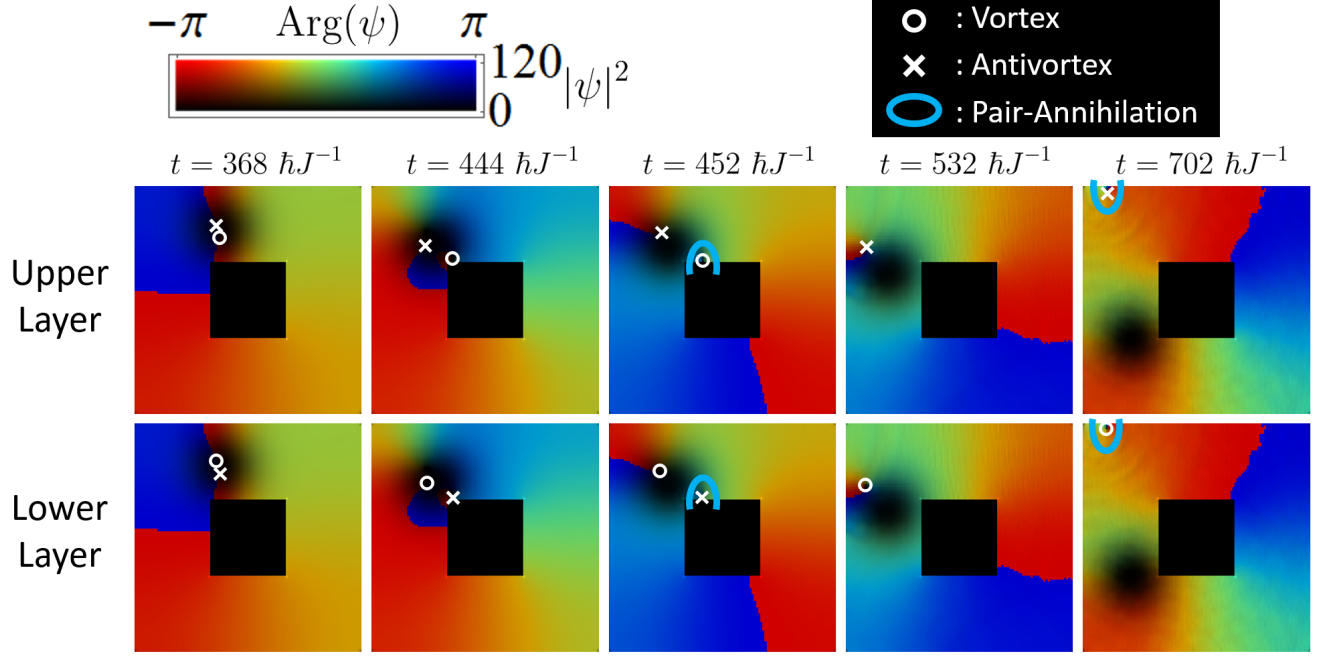 −π Arg(ψ) π
120
0
|ψ|²
: Vortex
: Antivortex
: Pair-Annihilation
t = 368 ℏJ⁻¹
t = 444 ℏJ⁻¹
t = 452 ℏJ⁻¹
t = 532 ℏJ⁻¹
t = 702 ℏJ⁻¹
Upper
Layer
Lower
Layer